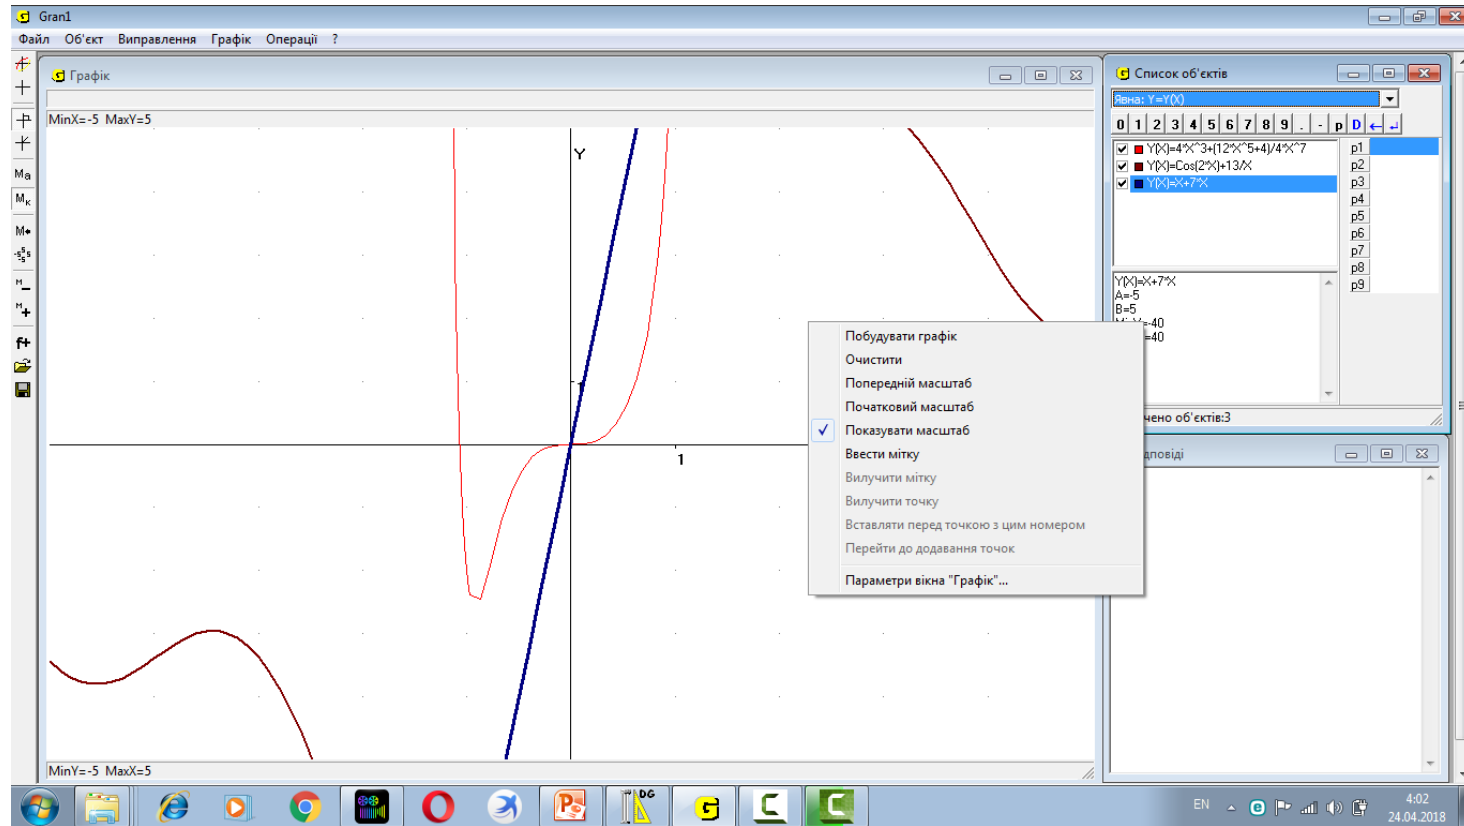 Gran1
Файл Об'єкт Виправлення Графік Операції ?
Графік
MinX=-5 MaxY=5
Y
1
1
MinY=-5 MaxX=5
Ma
Мк
M
-s s s
М
М+
f+
Побудувати графік
Очистити
Попередній масштаб
Початковий масштаб
✓ Показувати масштаб
Ввести мітку
Вилучити мітку
Вилучити точку
Вставляти перед точкою з цим номером
Перейти до додавання точок
Параметри вікна "Графік"...
Список об'єктів
Явна: Y=Y(X)
0 1 2 3 4 5 6 7 8 9 . - p D ← ↵
Y(X)=4*X^3+(12*X^5+4)/4*X^7
Y(X)=Cos(2*X)+13/X
Y(X)=X+7*X
p1
p2
p3
p4
p5
p6
p7
p8
p9
Y(X)=X+7*X
A=-5
B=5
=-40
=40
чено об'єктів:3
дповіді
DG
EN
4:02
24.04.2018